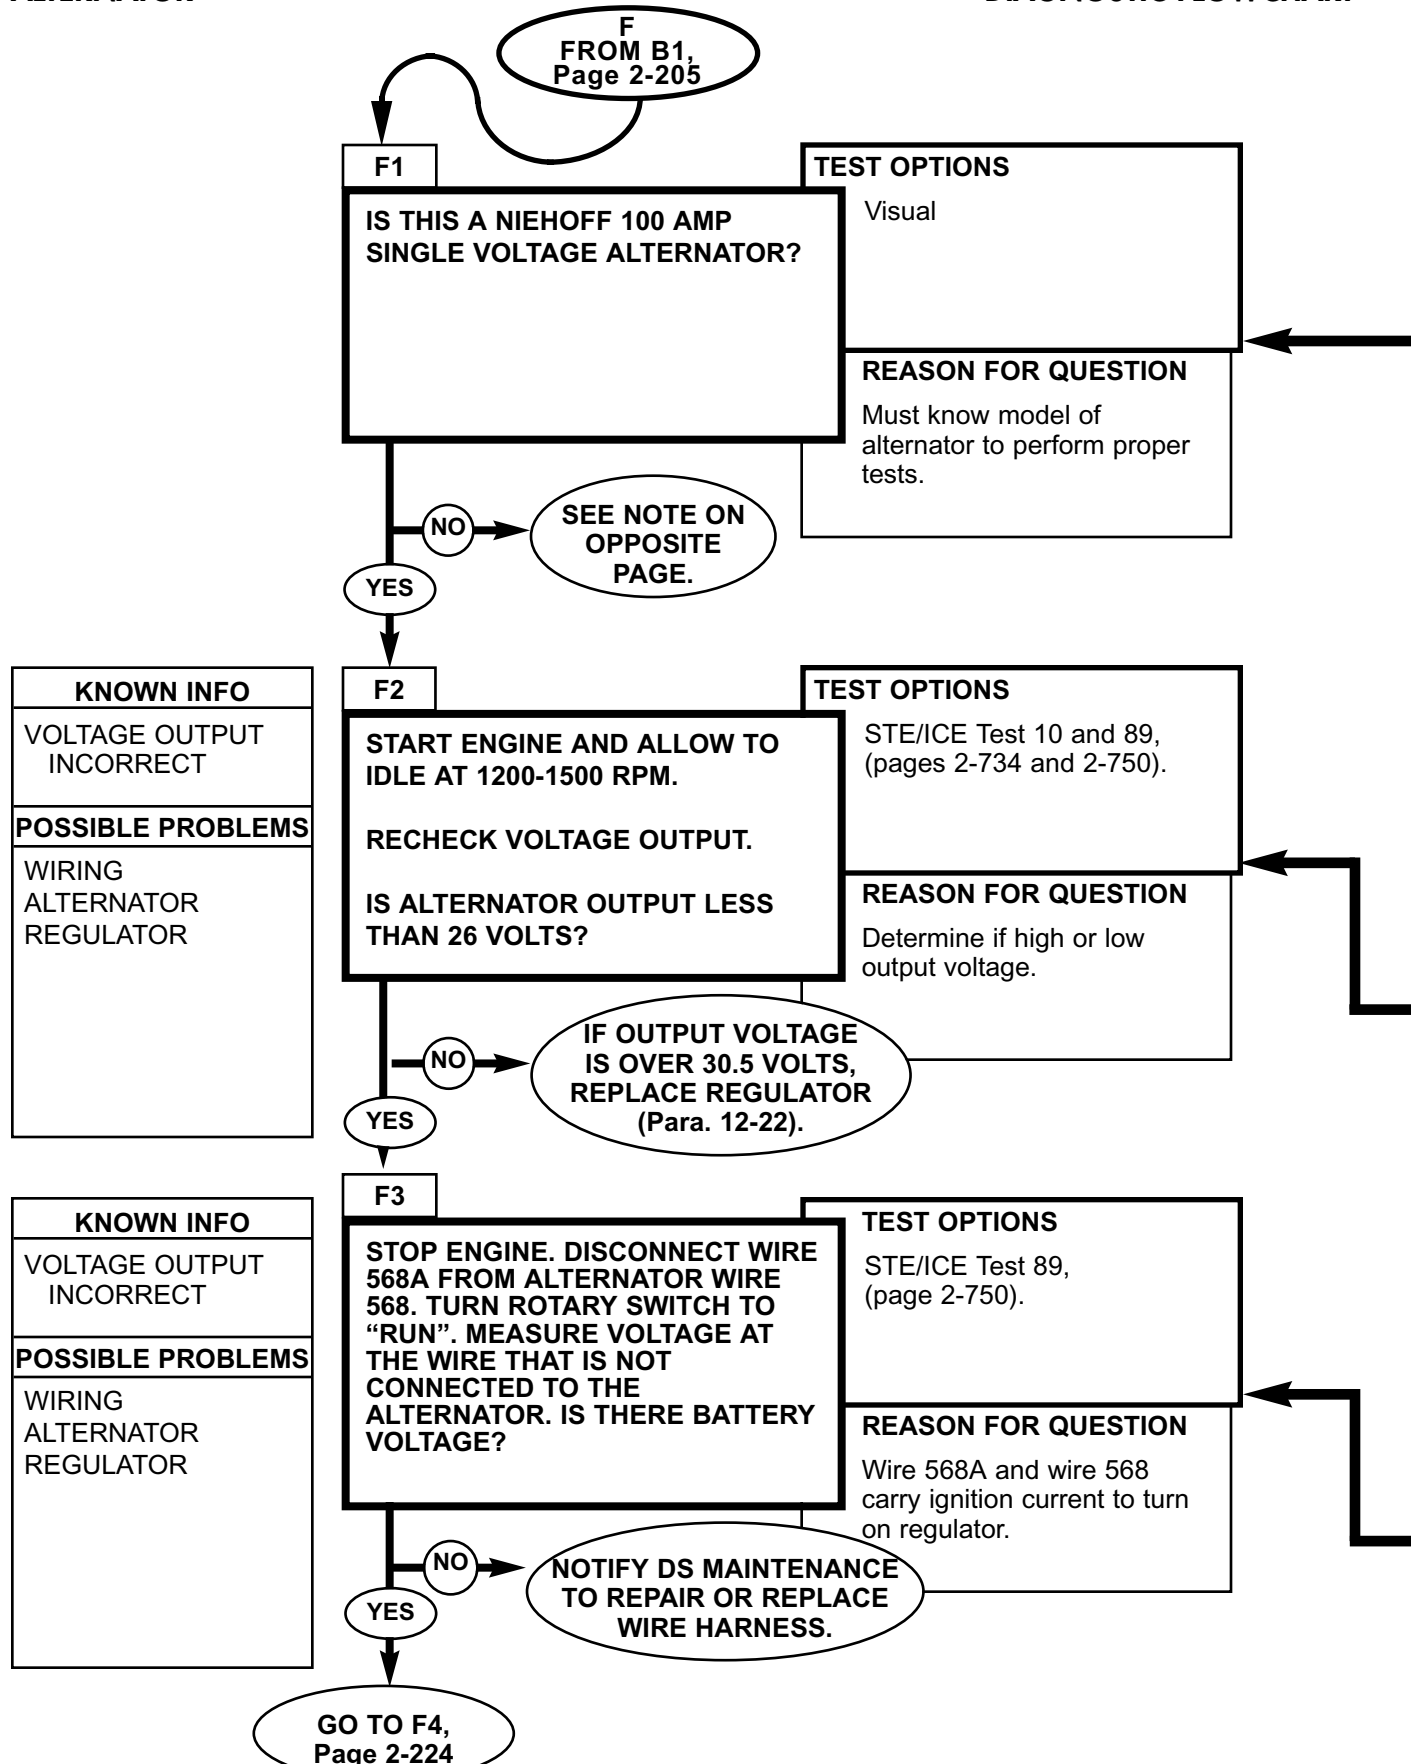 F
FROM B1,
Page 2-205
F1
IS THIS A NIEHOFF 100 AMP
SINGLE VOLTAGE ALTERNATOR?
TEST OPTIONS
Visual
REASON FOR QUESTION
Must know model of
alternator to perform proper
tests.
NO
SEE NOTE ON
OPPOSITE
PAGE.
YES
KNOWN INFO
VOLTAGE OUTPUT
INCORRECT
POSSIBLE PROBLEMS
WIRING
ALTERNATOR
REGULATOR
F2
START ENGINE AND ALLOW TO
IDLE AT 1200-1500 RPM.
RECHECK VOLTAGE OUTPUT.
IS ALTERNATOR OUTPUT LESS
THAN 26 VOLTS?
TEST OPTIONS
STE/ICE Test 10 and 89,
(pages 2-734 and 2-750).
REASON FOR QUESTION
Determine if high or low
output voltage.
NO
IF OUTPUT VOLTAGE
IS OVER 30.5 VOLTS,
REPLACE REGULATOR
(Para. 12-22).
YES
KNOWN INFO
VOLTAGE OUTPUT
INCORRECT
POSSIBLE PROBLEMS
WIRING
ALTERNATOR
REGULATOR
F3
STOP ENGINE. DISCONNECT WIRE
568A FROM ALTERNATOR WIRE
568. TURN ROTARY SWITCH TO
“RUN”. MEASURE VOLTAGE AT
THE WIRE THAT IS NOT
CONNECTED TO THE
ALTERNATOR. IS THERE BATTERY
VOLTAGE?
TEST OPTIONS
STE/ICE Test 89,
(page 2-750).
REASON FOR QUESTION
Wire 568A and wire 568
carry ignition current to turn
on regulator.
NO
NOTIFY DS MAINTENANCE
TO REPAIR OR REPLACE
WIRE HARNESS.
YES
GO TO F4,
Page 2-224